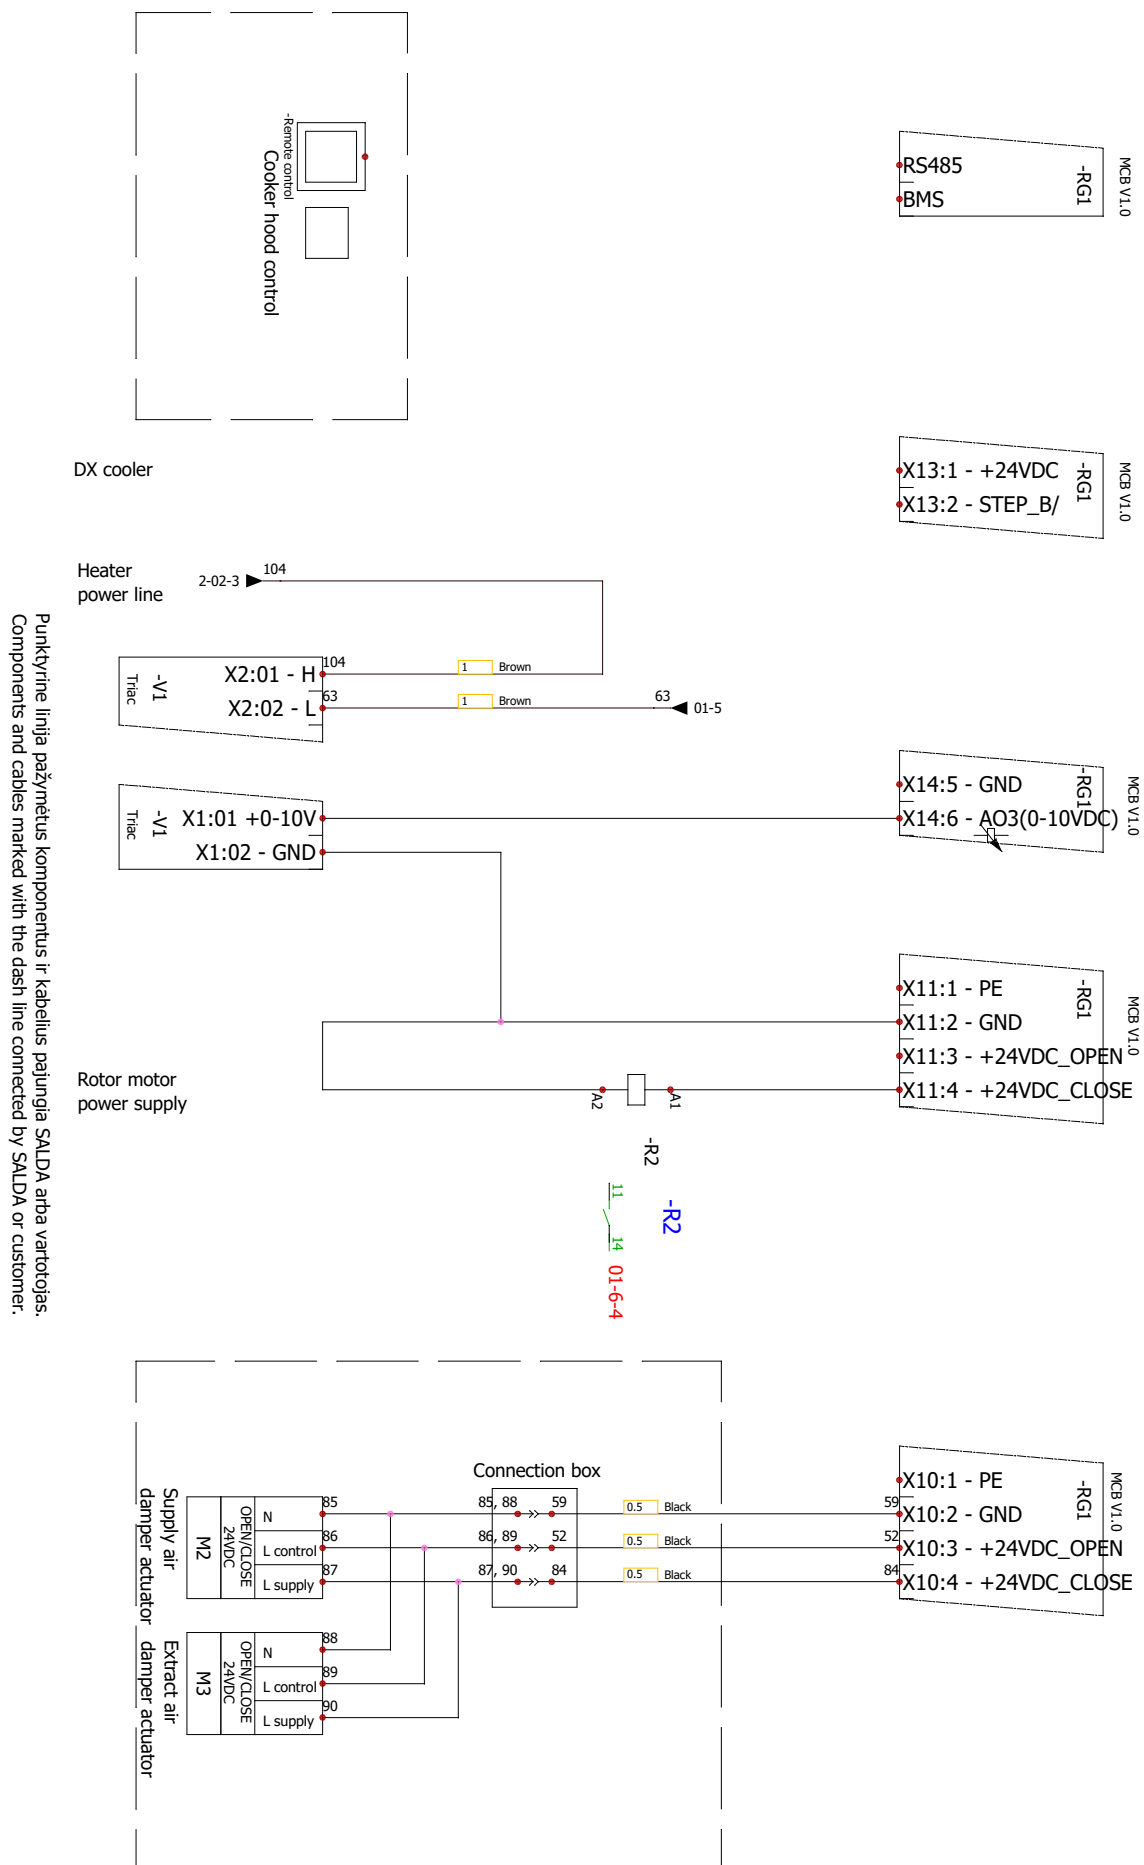 -Remote control
Cooker hood control
RS485
BMS
-RG1
MCB V1.0
DX cooler
X13:1 - +24VDC
X13:2 - STEP_B/
-RG1
MCB V1.0
Heater
power line
2-02-3
104
-V1
Triac
X2:01 - H
X2:02 - L
104
63
1
Brown
1
Brown
63
01-5
-V1
Triac
X1:01 +0-10V
X1:02 - GND
X14:5 - GND
X14:6 - AO3(0-10VDC)
-RG1
MCB V1.0
X11:1 - PE
X11:2 - GND
X11:3 - +24VDC_OPEN
X11:4 - +24VDC_CLOSE
-RG1
MCB V1.0
Rotor motor
power supply
A2
A1
-R2
-R2
11
14
01-6-4
Punktyrine linija pažymėtus komponentus ir kabelius pajungia SALDA arba vartotojas.
Components and cables marked with the dash line connected by SALDA or customer.
Connection box
85, 88
59
86, 89
52
87, 90
84
0.5
Black
0.5
Black
0.5
Black
59
52
84
X10:1 - PE
X10:2 - GND
X10:3 - +24VDC_OPEN
X10:4 - +24VDC_CLOSE
-RG1
MCB V1.0
Supply air
damper actuator
M2
OPEN/CLOSE
24VDC
N
L control
L supply
85
86
87
Extract air
damper actuator
M3
OPEN/CLOSE
24VDC
N
L control
L supply
88
89
90